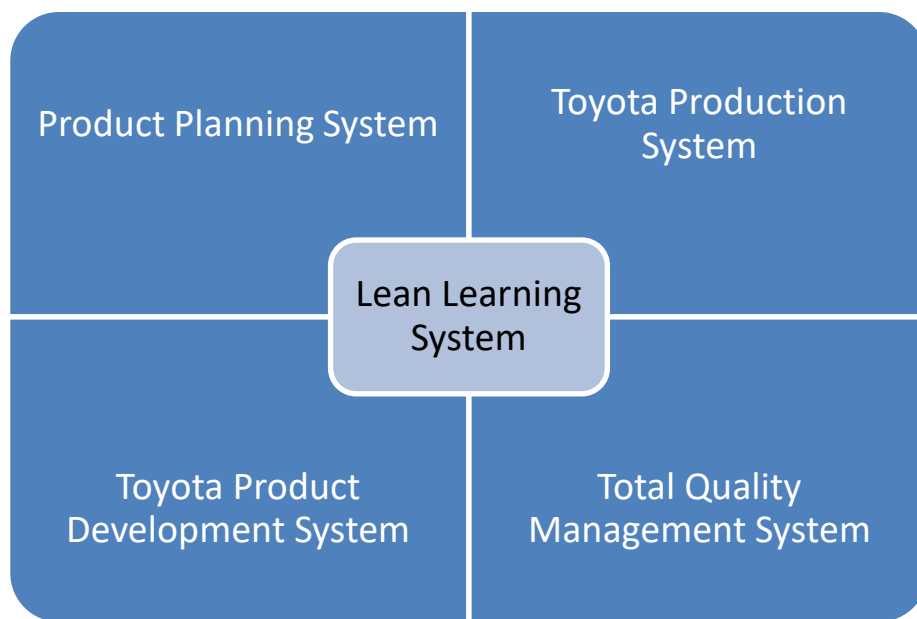 Product Planning System
Toyota Production
System
Lean Learning
System
Toyota Product
Development System
Total Quality
Management System